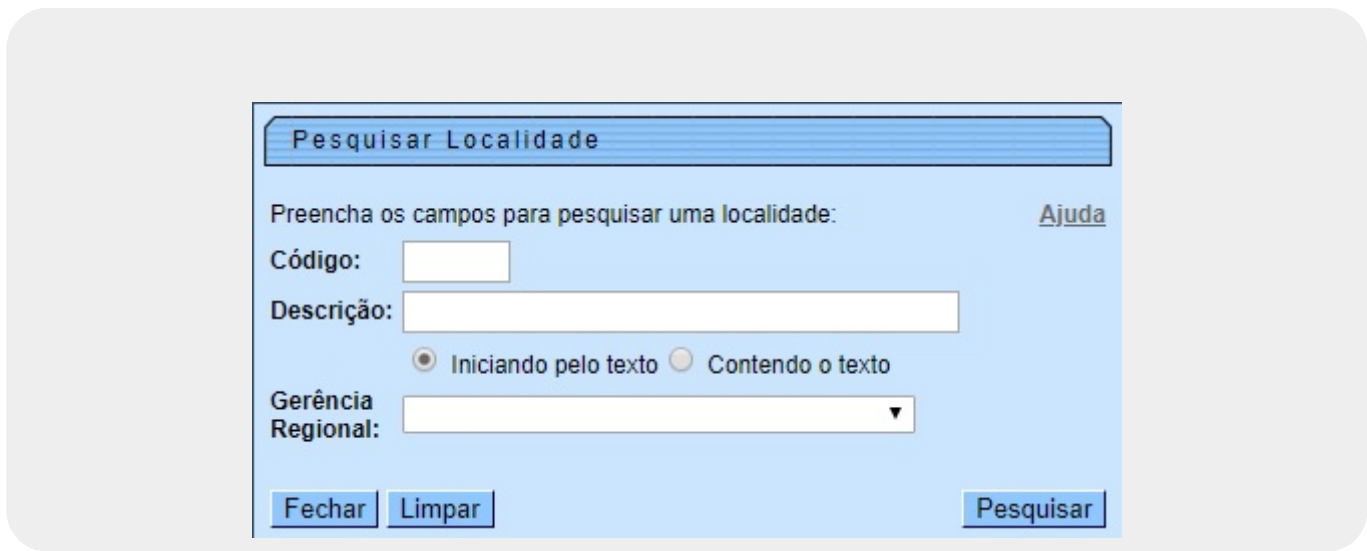 Pesquisar Localidade
Preencha os campos para pesquisar uma localidade: Ajuda
Código:
Descrição:
Iniciando pelo texto Contendo o texto
Gerência
Regional:
Fechar Limpar Pesquisar